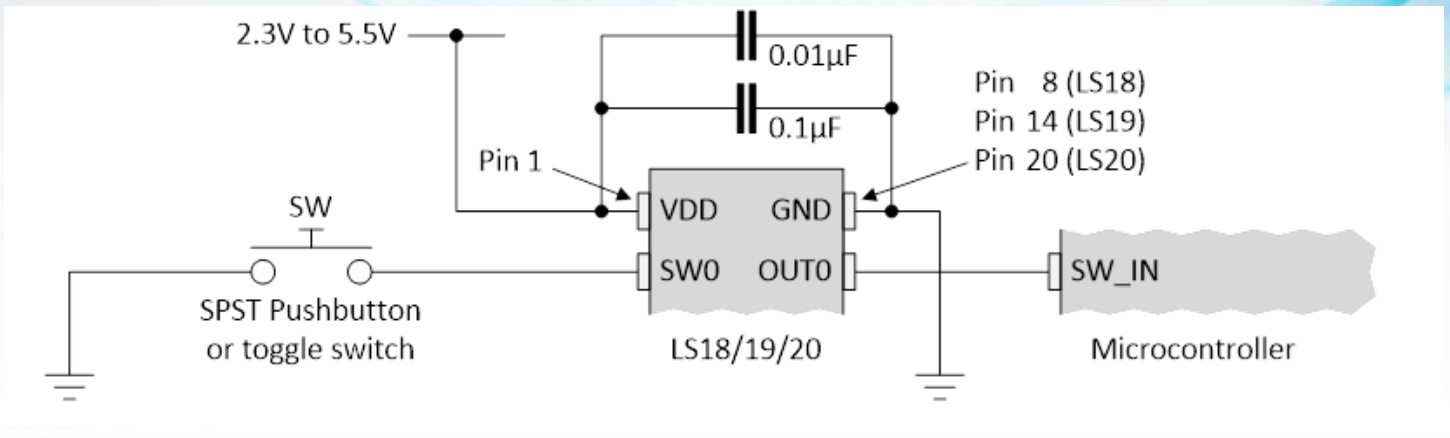 2.3V to 5.5V
0.01µF
0.1µF
Pin 8 (LS18)
Pin 14 (LS19)
Pin 20 (LS20)
Pin 1
VDD GND
SW
SW0 OUT0
SW_IN
SPST Pushbutton
or toggle switch
LS18/19/20
Microcontroller